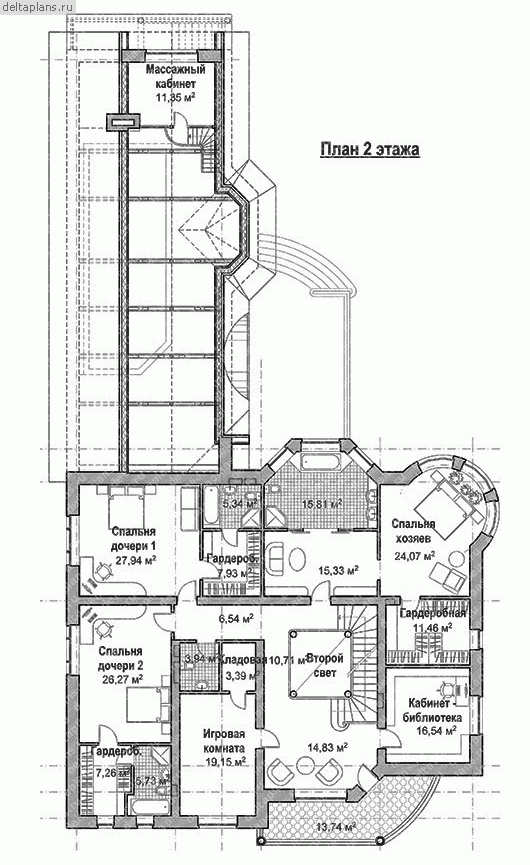 deltaplans.ru
Массажный
кабинет
11,85 м²
План 2 этажа
5,34 м²
15,81 м²
Спальня
дочери 1
27,94 м²
Спальня
хозяев
24,07 м²
Гардероб.
7,93 м²
15,33 м²
6,54 м²
Гардеробная
11,46 м²
Спальня
дочери 2
26,27 м²
3,94 м²
Кладовая
3,39 м²
10,71 м²
Второй
свет
Кабинет -
библиотека
16,54 м²
Игровая
комната
19,15 м²
14,83 м²
Гардероб.
7,26 м²
5,73 м²
13,74 м²